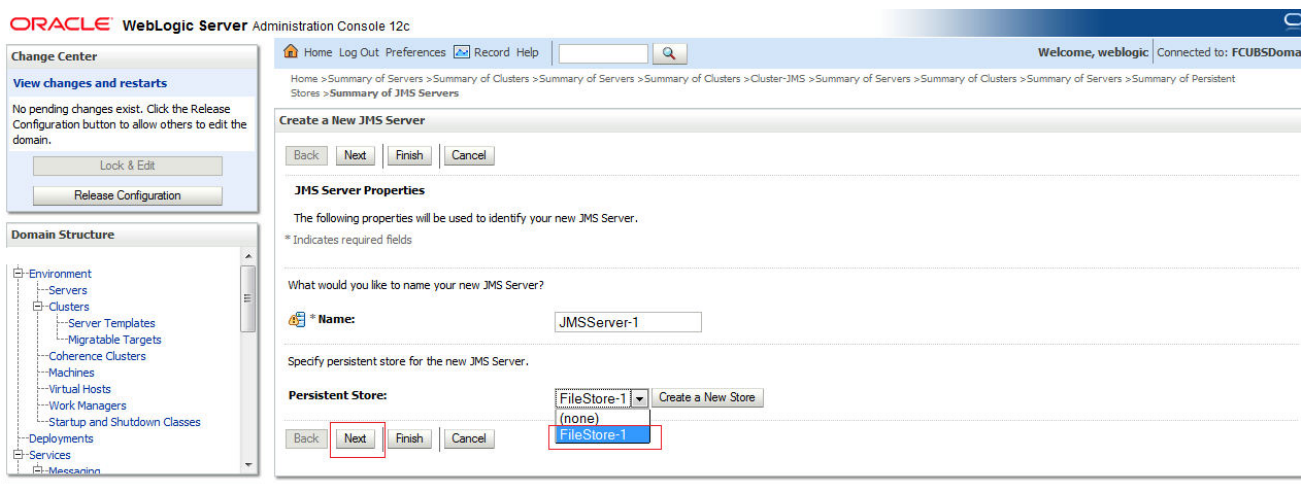 ORACLE WebLogic Server Administration Console 12c
Change Center
View changes and restarts
No pending changes exist. Click the Release
Configuration button to allow others to edit the
domain.
Lock & Edit
Release Configuration
Domain Structure
Environment
Servers
Clusters
Server Templates
Migratable Targets
Coherence Clusters
Machines
Virtual Hosts
Work Managers
Startup and Shutdown Classes
Deployments
Services
Messaging
Home Log Out Preferences Record Help
Welcome, weblogic Connected to: FCUBSDoma
Home >Summary of Servers >Summary of Clusters >Summary of Servers >Summary of Clusters >Cluster-JMS >Summary of Servers >Summary of Clusters >Summary of Servers >Summary of Persistent
Stores >Summary of JMS Servers
Create a New JMS Server
Back Next Finish Cancel
JMS Server Properties
The following properties will be used to identify your new JMS Server.
* Indicates required fields
What would you like to name your new JMS Server?
* Name: JMSServer-1
Specify persistent store for the new JMS Server.
Persistent Store: FileStore-1 Create a New Store
(none)
FileStore-1
Back Next Finish Cancel